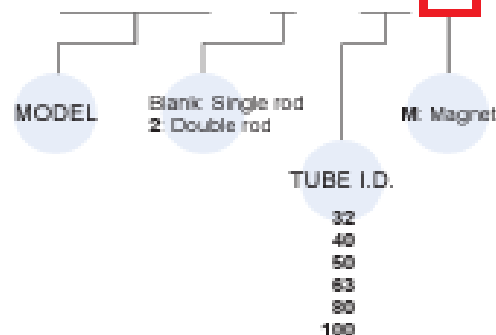 MODEL
Blank: Single rod
2: Double rod
M: Magnet
TUBE I.D.
32
40
50
63
80
100